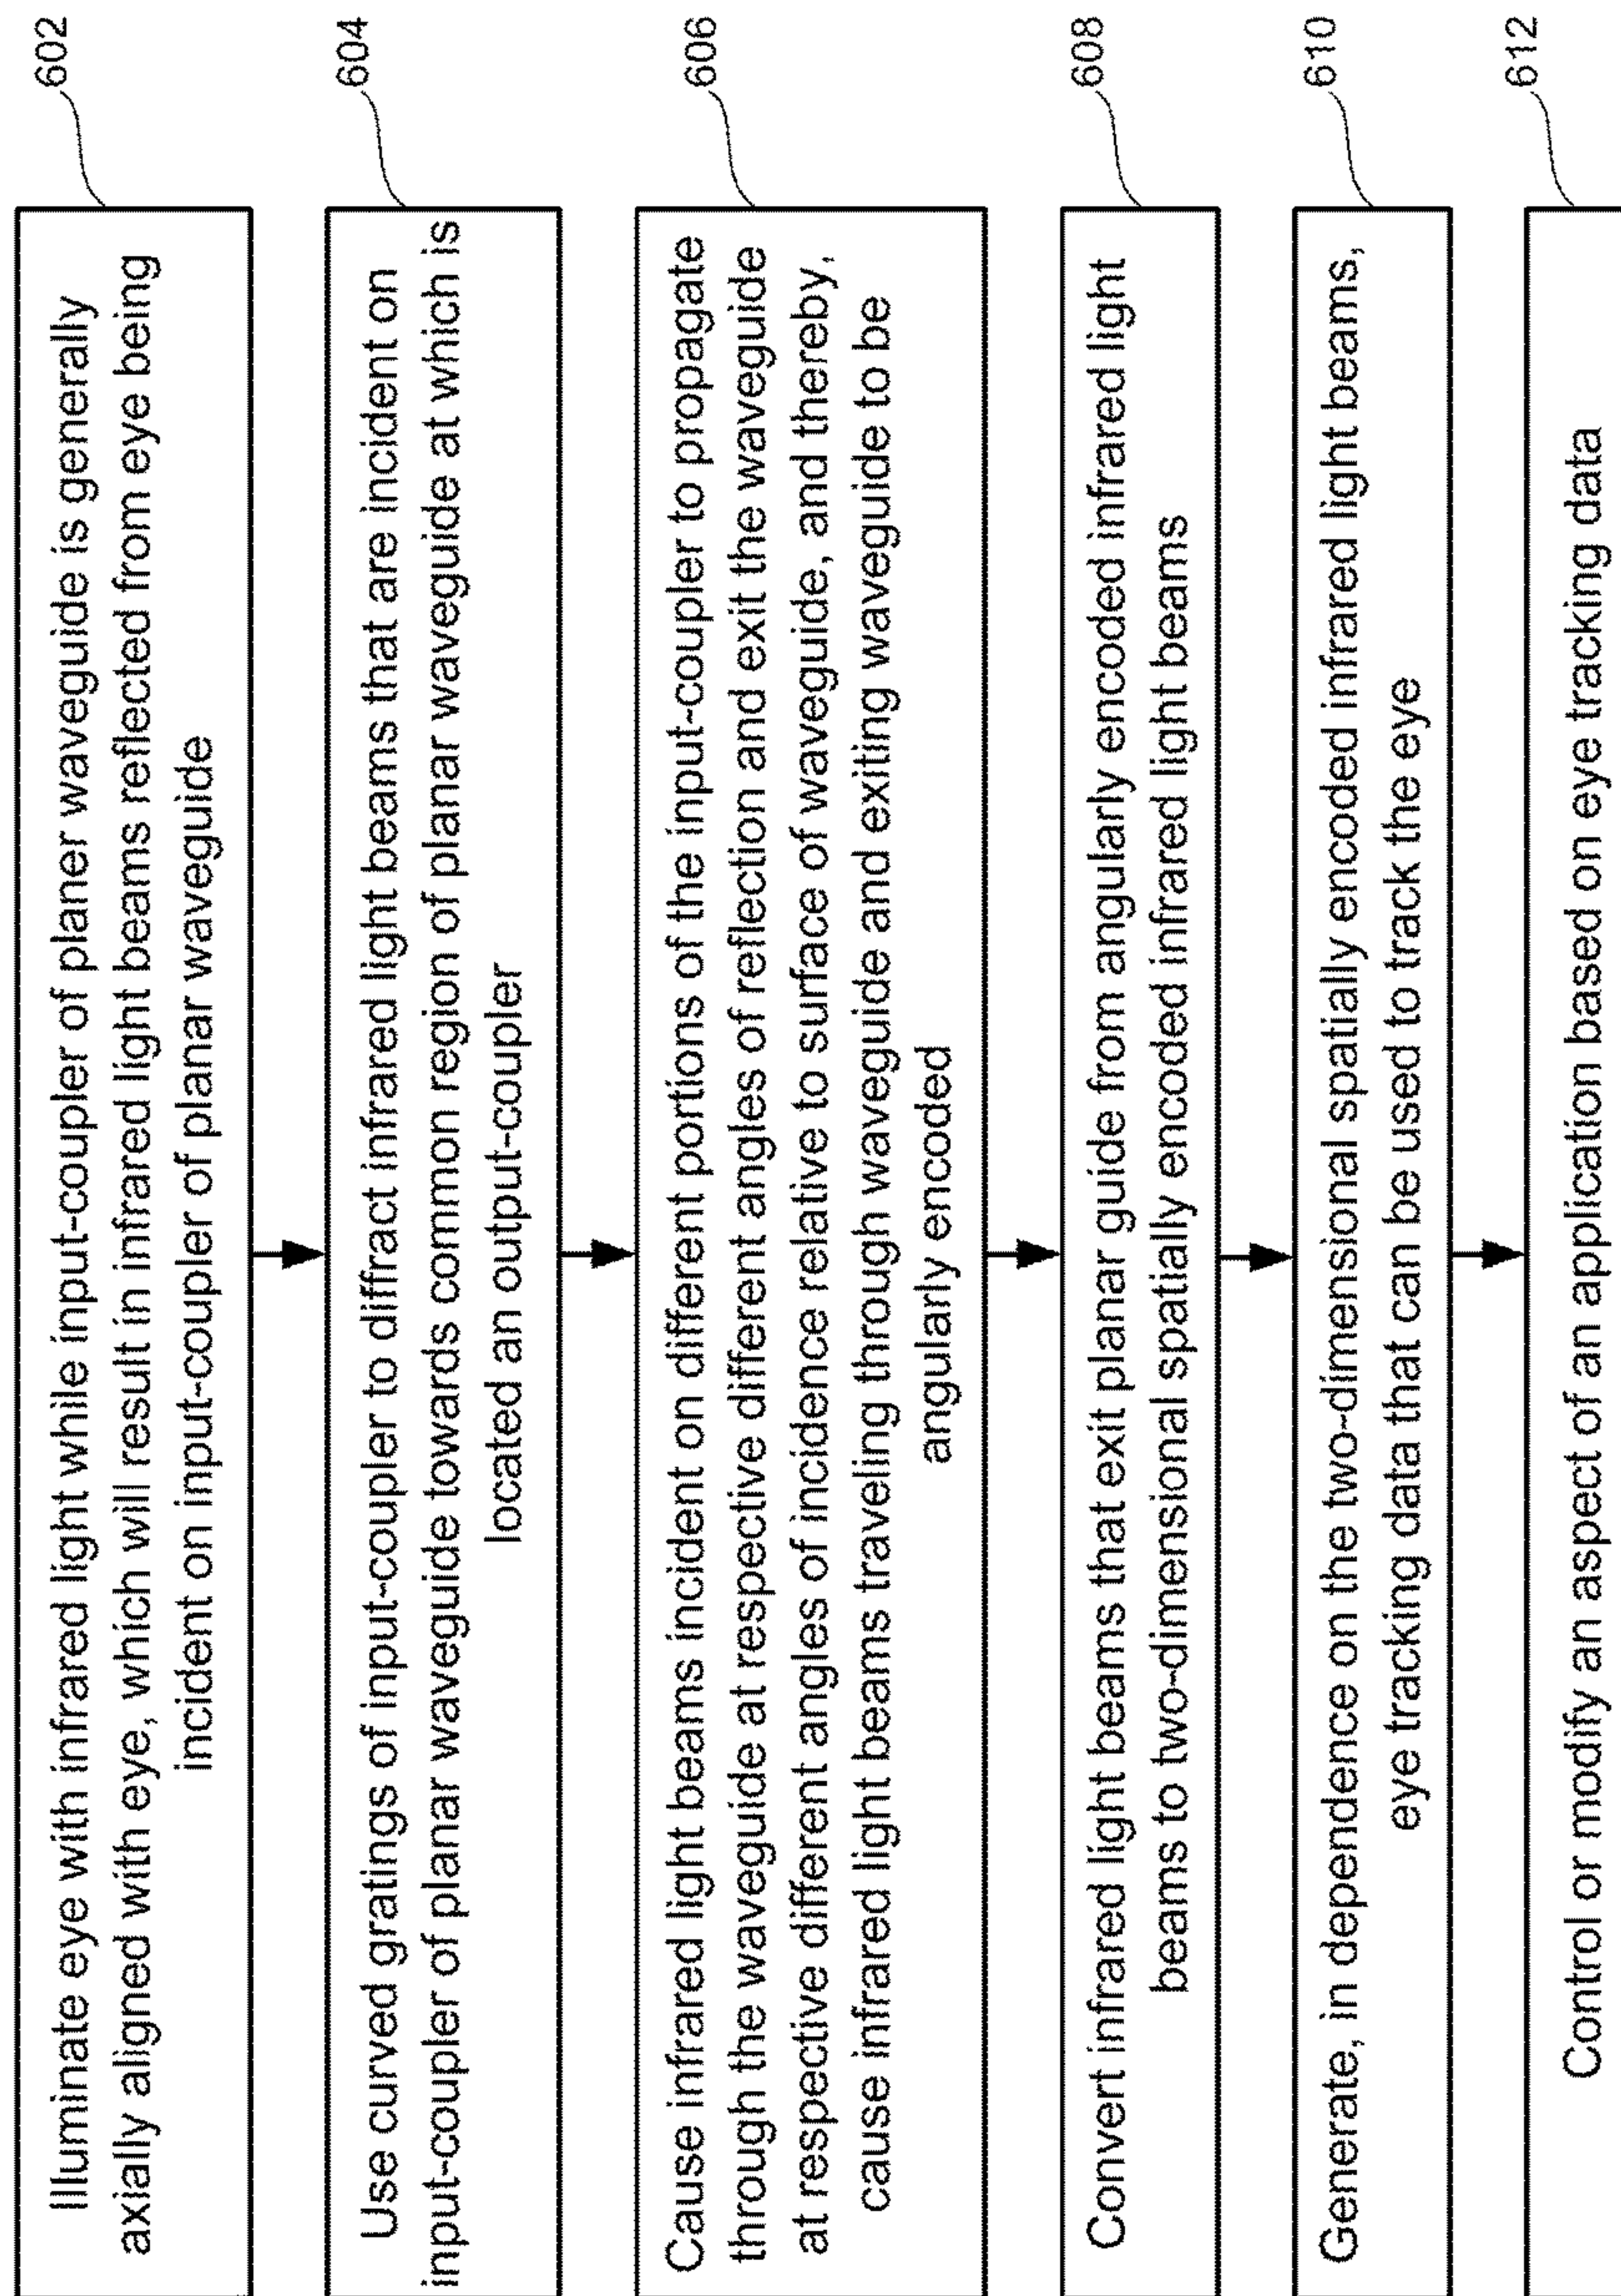 Illuminate eye with infrared light while input-coupler of planer waveguide is generally
axially aligned with eye, which will result in infrared light beams reflected from eye being
incident on input-coupler of planar waveguide
602
Use curved gratings of input-coupler to diffract infrared light beams that are incident on
input-coupler of planar waveguide towards common region of planar waveguide at which is
located an output-coupler
604
Cause infrared light beams incident on different portions of the input-coupler to propagate
through the waveguide at respective different angles of reflection and exit the waveguide
at respective different angles of incidence relative to surface of waveguide, and thereby,
cause infrared light beams traveling through waveguide and exiting waveguide to be
angularly encoded
606
Convert infrared light beams that exit planar guide from angularly encoded infrared light
beams to two-dimensional spatially encoded infrared light beams
608
Generate, in dependence on the two-dimensional spatially encoded infrared light beams,
eye tracking data that can be used to track the eye
610
Control or modify an aspect of an application based on eye tracking data
612